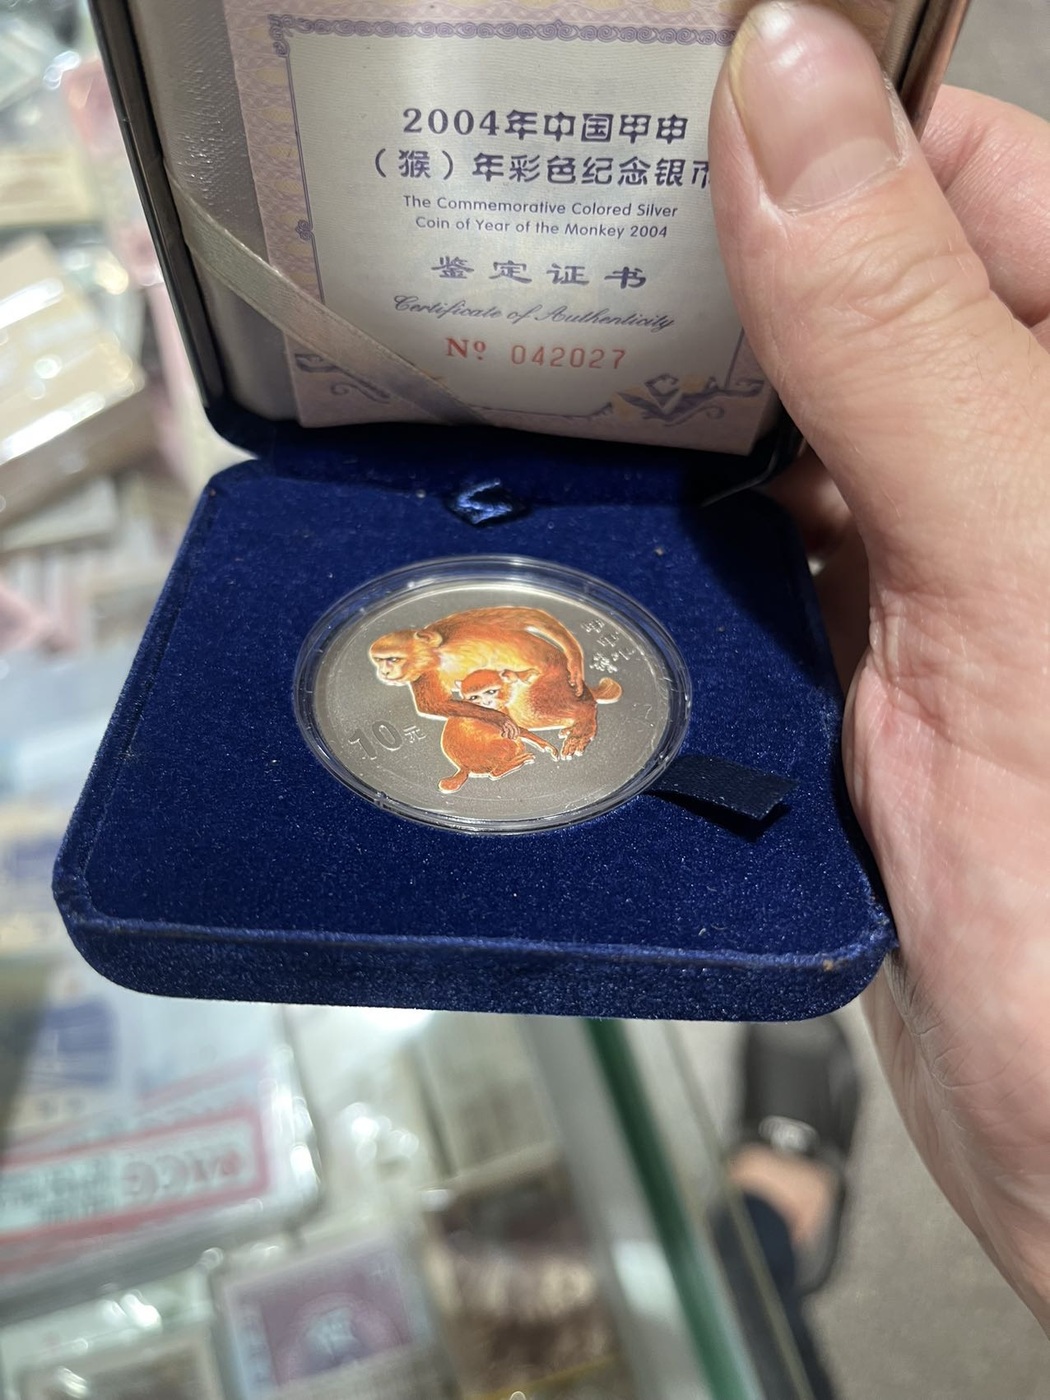 2004年中国甲申
（猴）年彩色纪念银币
The Commemorative Colored Silver
Coin of Year of the Monkey 2004
鉴定证书
Certificate of Authenticity
Nº 042027
10元